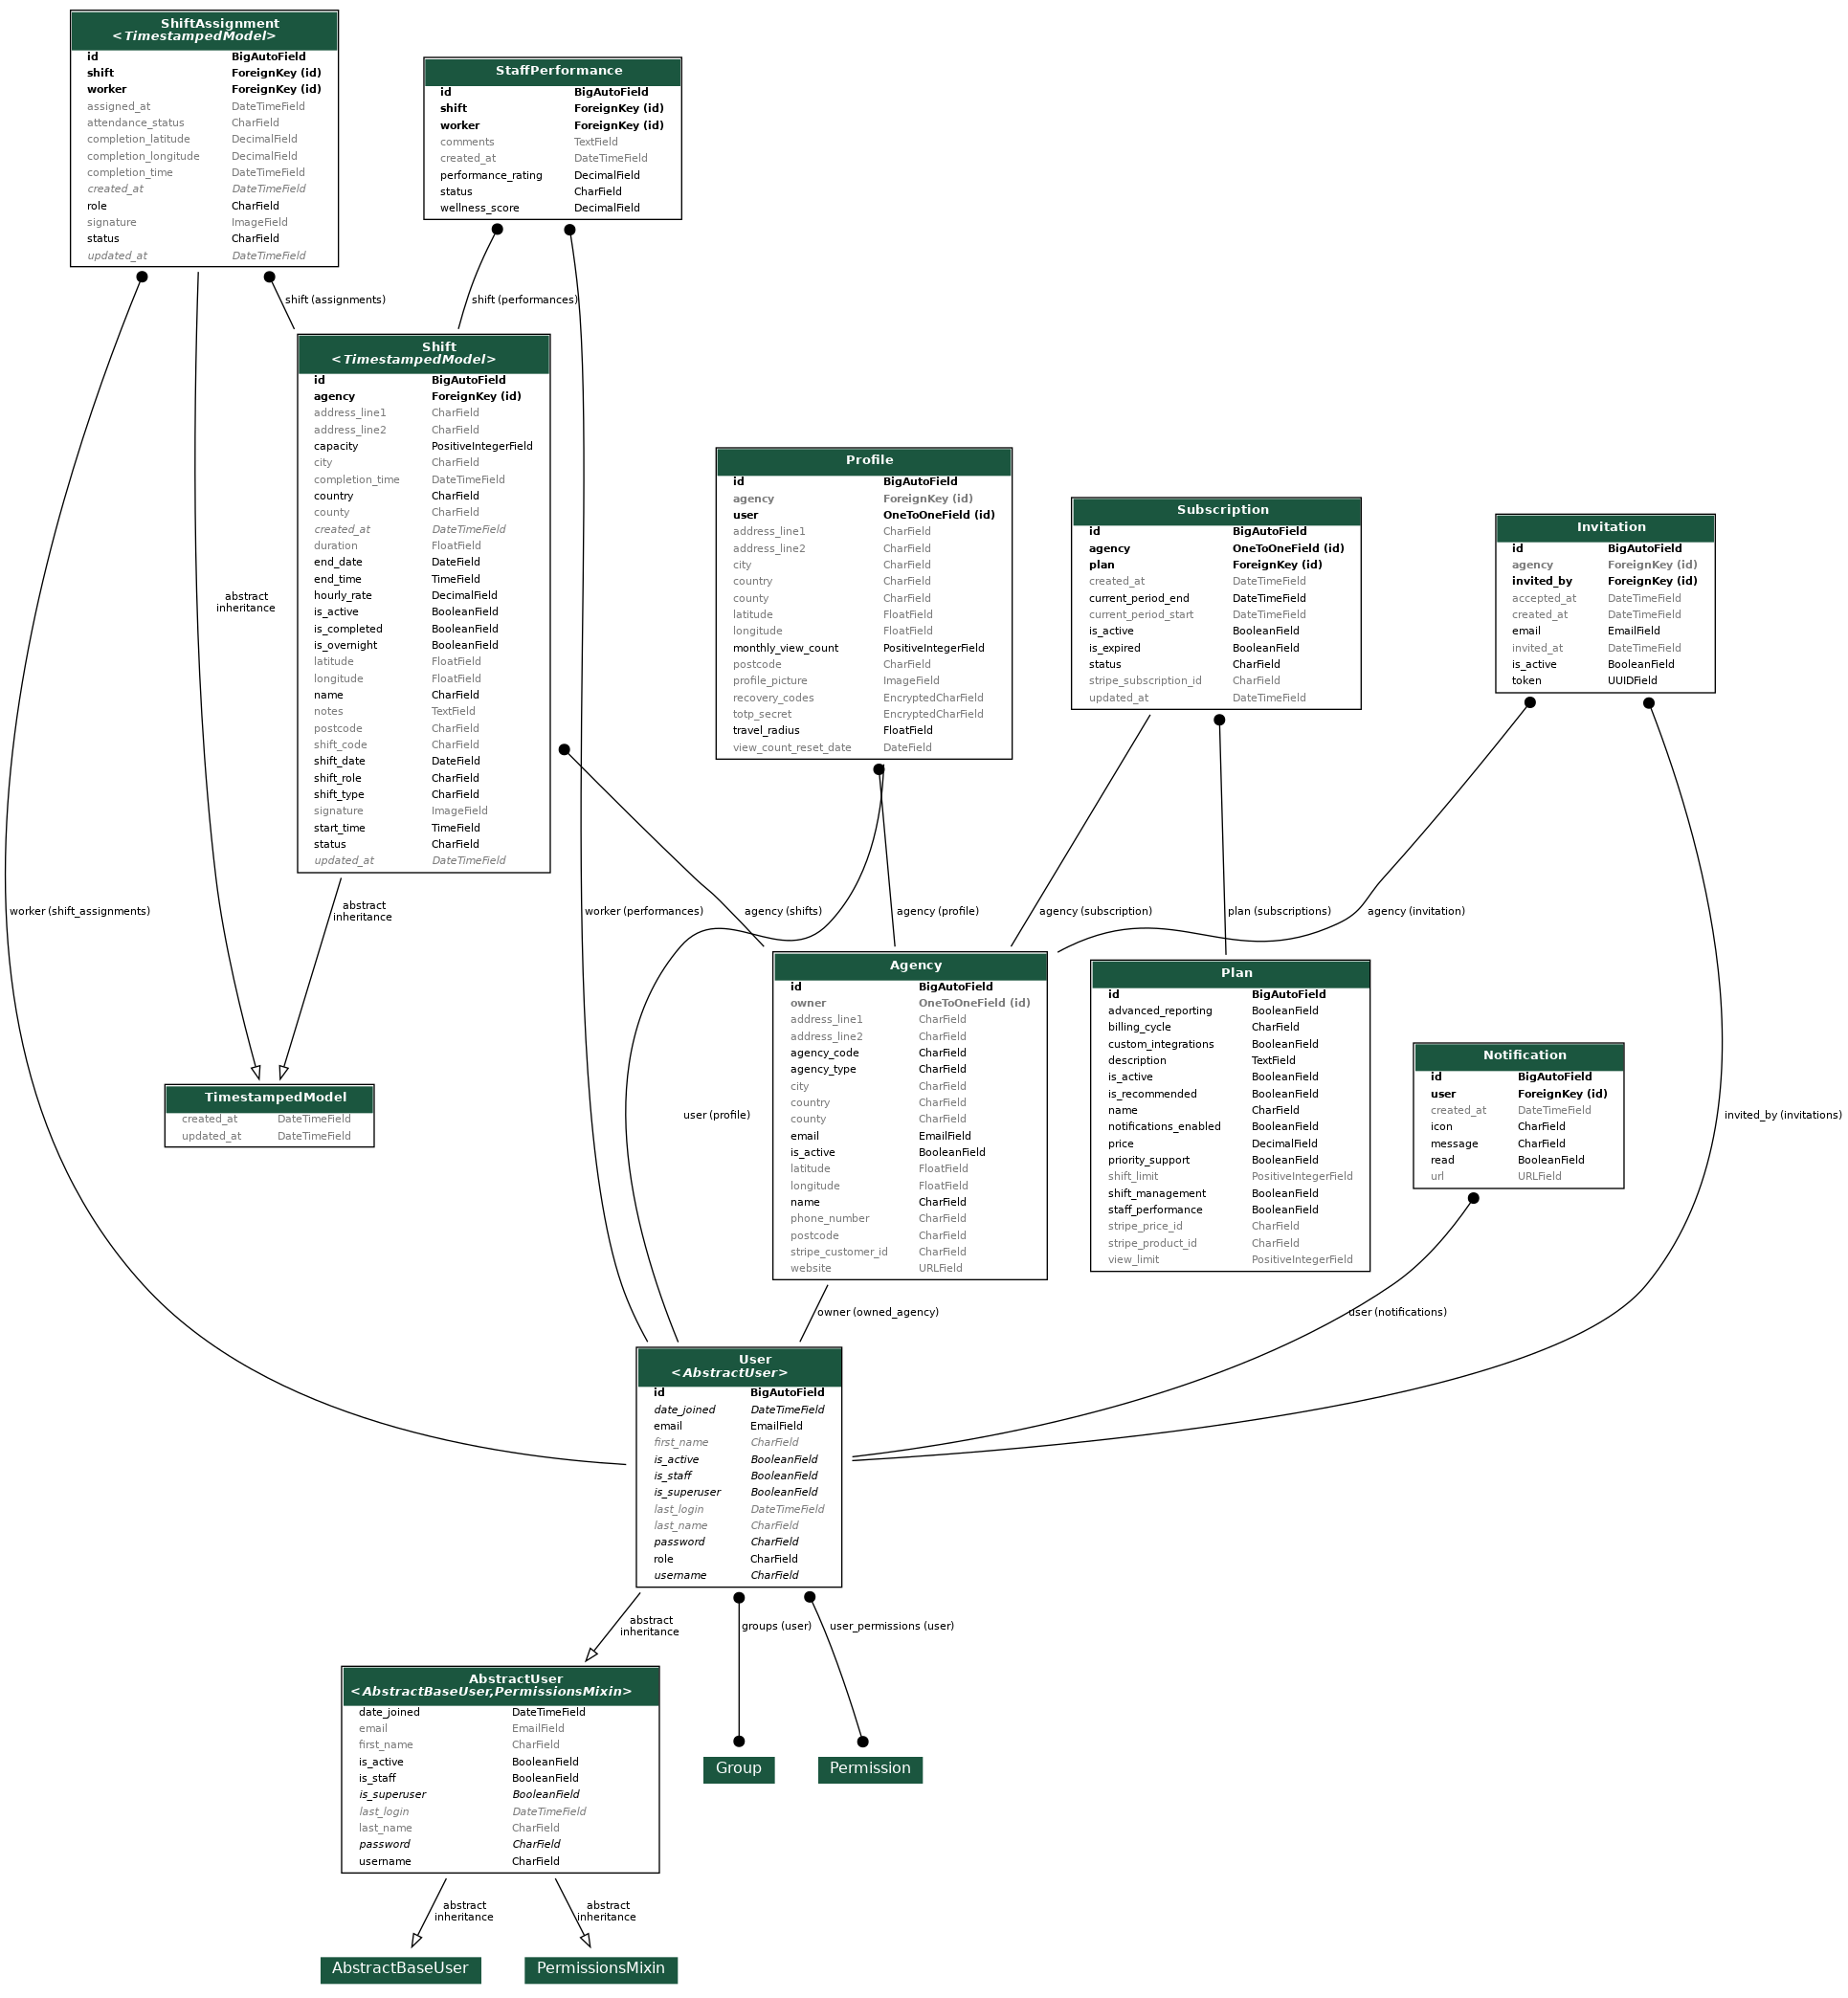 ShiftAssignment
<TimestampedModel>
id BigAutoField
shift ForeignKey (id)
worker ForeignKey (id)
assigned_at DateTimeField
attendance_status CharField
completion_latitude DecimalField
completion_longitude DecimalField
completion_time DateTimeField
created_at DateTimeField
role CharField
signature ImageField
status CharField
updated_at DateTimeField
StaffPerformance
id BigAutoField
shift ForeignKey (id)
worker ForeignKey (id)
comments TextField
created_at DateTimeField
performance_rating DecimalField
status CharField
wellness_score DecimalField
shift (assignments)
shift (performances)
Shift
<TimestampedModel>
id BigAutoField
agency ForeignKey (id)
address_line1 CharField
address_line2 CharField
capacity PositiveIntegerField
city CharField
completion_time DateTimeField
country CharField
county CharField
created_at DateTimeField
duration FloatField
end_date DateField
end_time TimeField
hourly_rate DecimalField
is_active BooleanField
is_completed BooleanField
is_overnight BooleanField
latitude FloatField
longitude FloatField
name CharField
notes TextField
postcode CharField
shift_code CharField
shift_date DateField
shift_role CharField
shift_type CharField
signature ImageField
start_time TimeField
status CharField
updated_at DateTimeField
abstract
inheritance
Profile
id BigAutoField
agency ForeignKey (id)
user OneToOneField (id)
address_line1 CharField
address_line2 CharField
city CharField
country CharField
county CharField
latitude FloatField
longitude FloatField
monthly_view_count PositiveIntegerField
postcode CharField
profile_picture ImageField
recovery_codes EncryptedCharField
totp_secret EncryptedCharField
travel_radius FloatField
view_count_reset_date DateField
Subscription
id BigAutoField
agency OneToOneField (id)
plan ForeignKey (id)
created_at DateTimeField
current_period_end DateTimeField
current_period_start DateTimeField
is_active BooleanField
is_expired BooleanField
status CharField
stripe_subscription_id CharField
updated_at DateTimeField
Invitation
id BigAutoField
agency ForeignKey (id)
invited_by ForeignKey (id)
accepted_at DateTimeField
created_at DateTimeField
email EmailField
invited_at DateTimeField
is_active BooleanField
token UUIDField
worker (shift_assignments)
abstract
inheritance
worker (performances)
agency (shifts)
agency (profile)
agency (subscription)
plan (subscriptions)
agency (invitation)
TimestampedModel
created_at DateTimeField
updated_at DateTimeField
user (profile)
Agency
id BigAutoField
owner OneToOneField (id)
address_line1 CharField
address_line2 CharField
agency_code CharField
agency_type CharField
city CharField
country CharField
county CharField
email EmailField
is_active BooleanField
latitude FloatField
longitude FloatField
name CharField
phone_number CharField
postcode CharField
stripe_customer_id CharField
website URLField
Plan
id BigAutoField
advanced_reporting BooleanField
billing_cycle CharField
custom_integrations BooleanField
description TextField
is_active BooleanField
is_recommended BooleanField
name CharField
notifications_enabled BooleanField
price DecimalField
priority_support BooleanField
shift_limit PositiveIntegerField
shift_management BooleanField
staff_performance BooleanField
stripe_price_id CharField
stripe_product_id CharField
view_limit PositiveIntegerField
Notification
id BigAutoField
user ForeignKey (id)
created_at DateTimeField
icon CharField
message CharField
read BooleanField
url URLField
invited_by (invitations)
owner (owned_agency)
user (notifications)
User
<AbstractUser>
id BigAutoField
date_joined DateTimeField
email EmailField
first_name CharField
is_active BooleanField
is_staff BooleanField
is_superuser BooleanField
last_login DateTimeField
last_name CharField
password CharField
role CharField
username CharField
abstract
inheritance
groups (user)
user_permissions (user)
AbstractUser
<AbstractBaseUser,PermissionsMixin>
date_joined DateTimeField
email EmailField
first_name CharField
is_active BooleanField
is_staff BooleanField
is_superuser BooleanField
last_login DateTimeField
last_name CharField
password CharField
username CharField
Group
Permission
abstract
inheritance
abstract
inheritance
AbstractBaseUser
PermissionsMixin